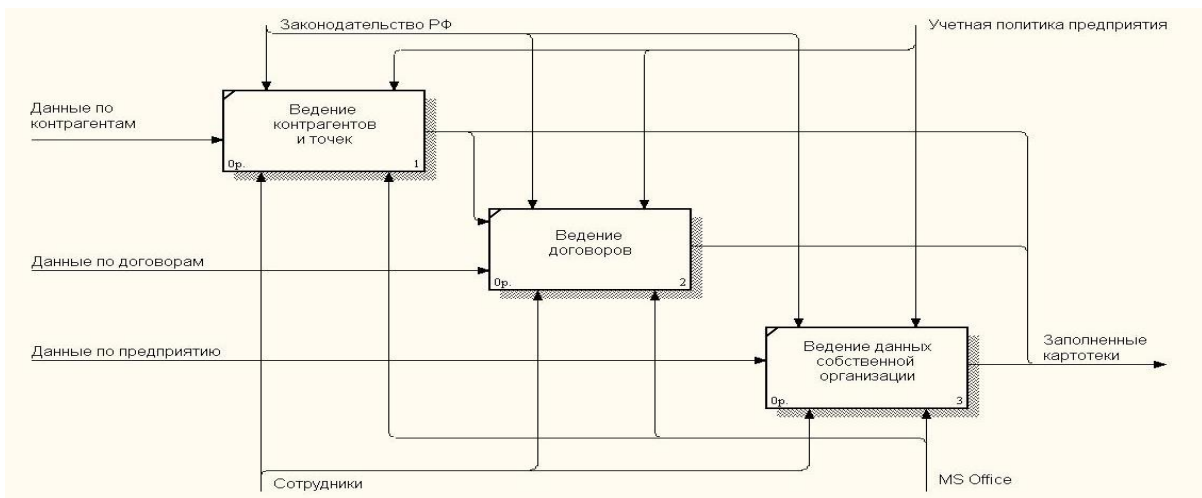 Законодательство РФ
Учетная политика предприятия
Данные по
контрагентам
Ведение
контрагентов
и точек
0р.
1
Ведение
договоров
0р.
2
Данные по договорам
Данные по предприятию
Ведение данных
собственной
организации
0р.
3
Заполненные
картотеки
Сотрудники
MS Office